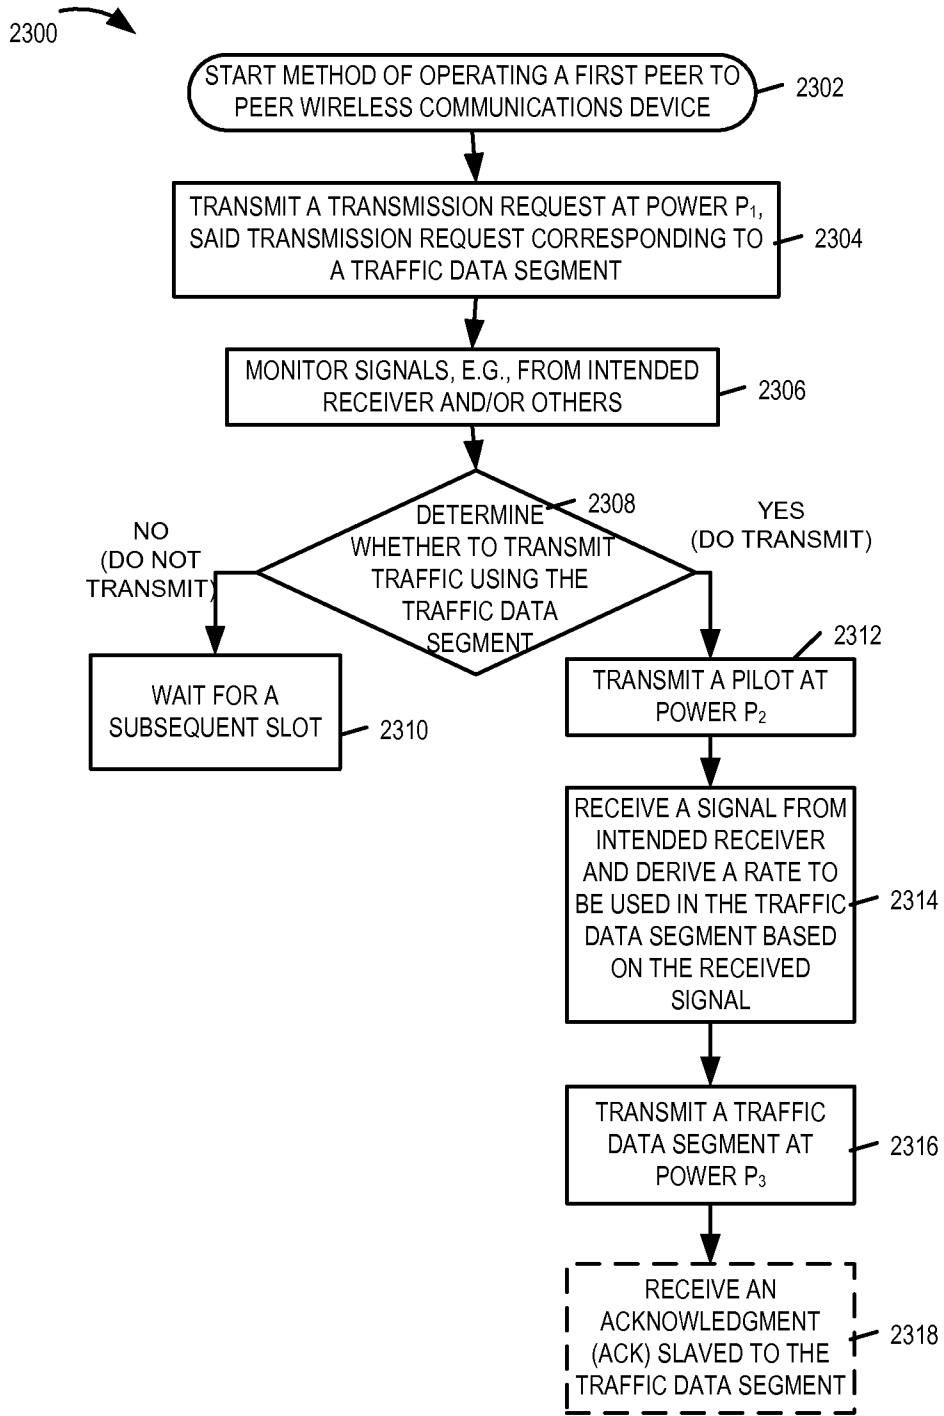 2300
START METHOD OF OPERATING A FIRST PEER TO
PEER WIRELESS COMMUNICATIONS DEVICE
2302
TRANSMIT A TRANSMISSION REQUEST AT POWER P₁,
SAID TRANSMISSION REQUEST CORRESPONDING TO
A TRAFFIC DATA SEGMENT
2304
MONITOR SIGNALS, E.G., FROM INTENDED
RECEIVER AND/OR OTHERS
2306
DETERMINE
WHETHER TO TRANSMIT
TRAFFIC USING THE
TRAFFIC DATA
SEGMENT
2308
NO
(DO NOT
TRANSMIT)
YES
(DO TRANSMIT)
WAIT FOR A
SUBSEQUENT SLOT
2310
TRANSMIT A PILOT AT
POWER P₂
2312
RECEIVE A SIGNAL FROM
INTENDED RECEIVER
AND DERIVE A RATE TO
BE USED IN THE TRAFFIC
DATA SEGMENT BASED
ON THE RECEIVED
SIGNAL
2314
TRANSMIT A TRAFFIC
DATA SEGMENT AT
POWER P₃
2316
RECEIVE AN
ACKNOWLEDGMENT
(ACK) SLAVED TO THE
TRAFFIC DATA SEGMENT
2318